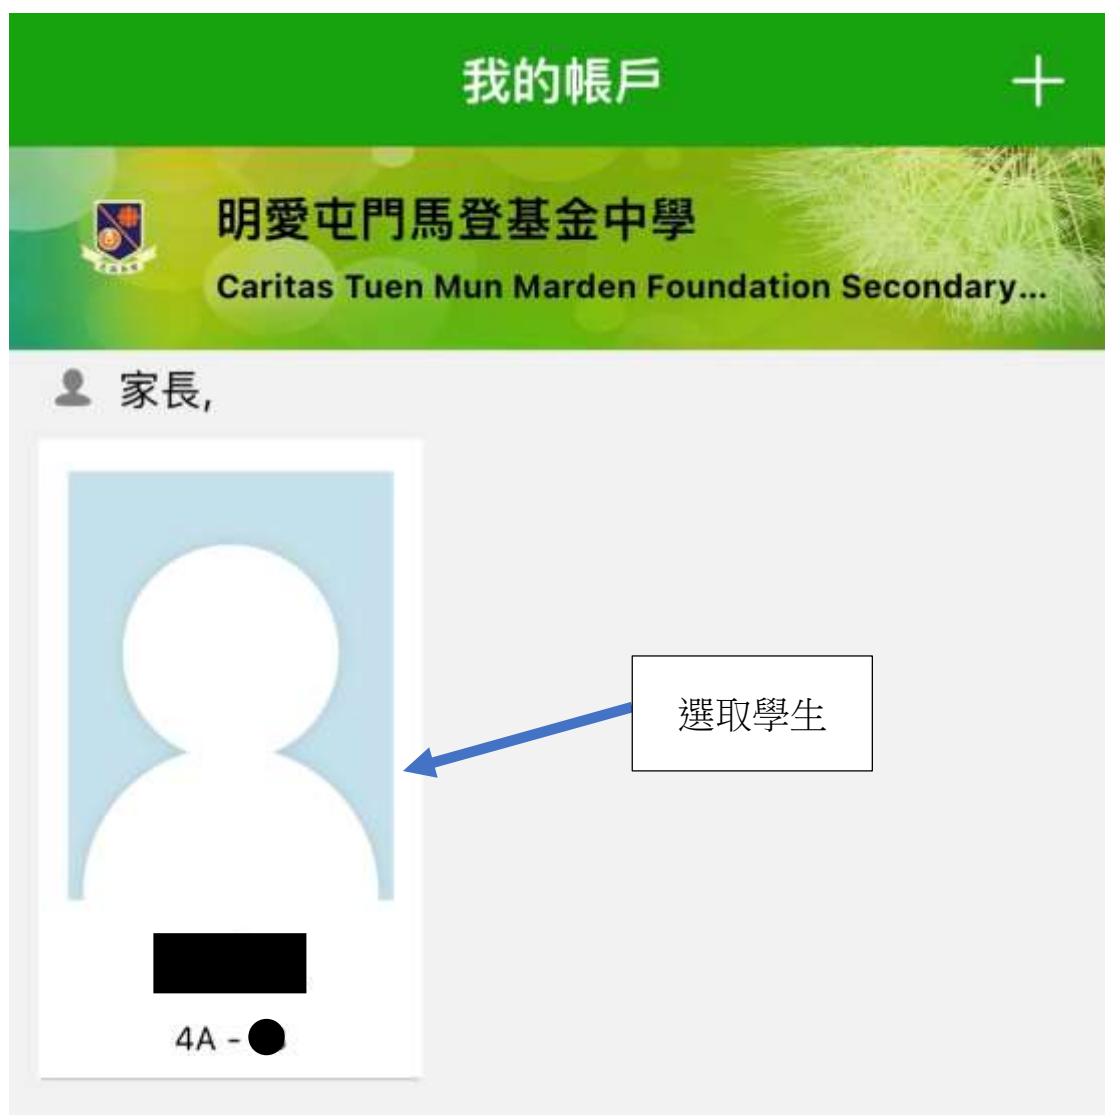 我的帳戶
明愛屯門馬登基金中學
Caritas Tuen Mun Marden Foundation Secondary...
家長,
選取學生
4A -